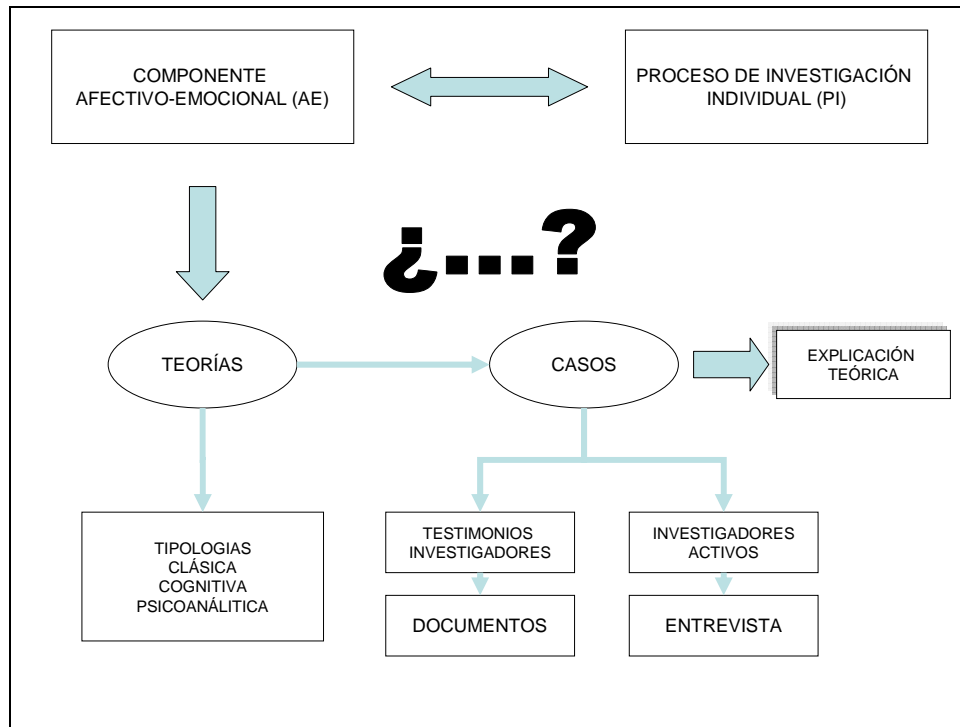 COMPONENTE
AFECTIVO-EMOCIONAL (AE)
PROCESO DE INVESTIGACIÓN
INDIVIDUAL (PI)
¿...?
TEORÍAS
CASOS
EXPLICACIÓN
TEÓRICA
TIPOLOGIAS
CLÁSICA
COGNITIVA
PSICOANÁLITICA
TESTIMONIOS
INVESTIGADORES
INVESTIGADORES
ACTIVOS
DOCUMENTOS
ENTREVISTA